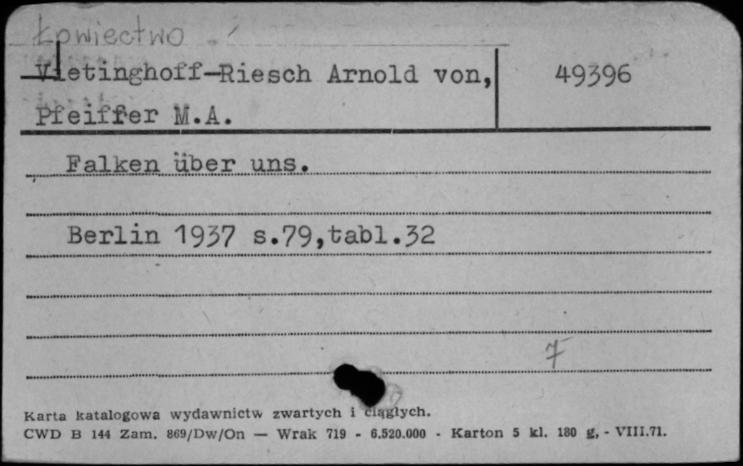 Łowiectwo
Vietinghoff-Riesch Arnold von,
49396
Pfeiffer M.A.
Falken über uns.
Berlin 1937 s.79,tabl.32
7
Karta katalogowa wydawnictw zwartych i ciągłych.
CWD B 144 Zam. 869/Dw/On — Wrak 719 - 6.520.000 - Karton 5 kl. 180 g, - VIII.71.